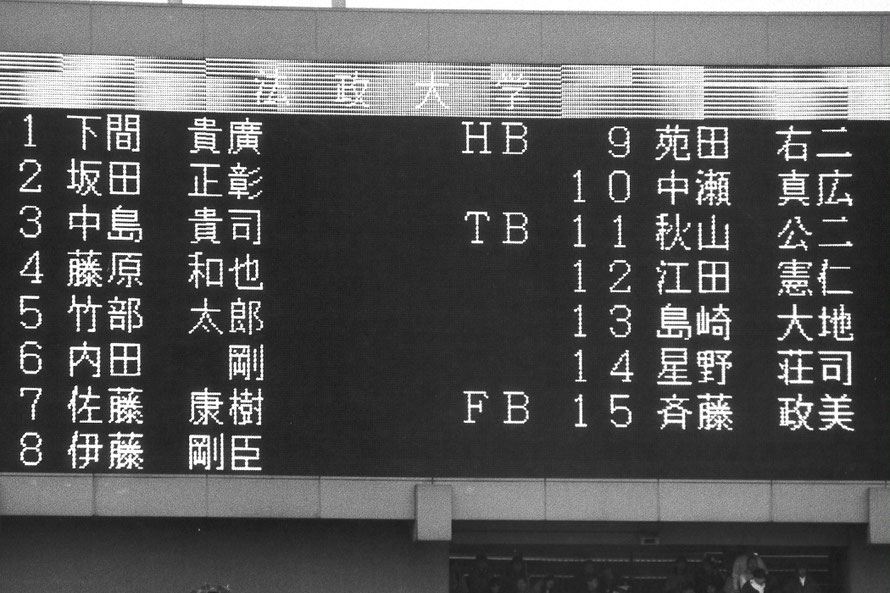 法政大学
1 下間 貴廣
2 坂田 正彰
3 中島 貴司
4 藤原 和也
5 竹部 太郎
6 内田 剛
7 佐藤 康樹
8 伊藤 剛臣
HB 9 苑田 右二
10 中瀬 真広
TB 11 秋山 公二
12 江田 憲仁
13 島崎 大地
14 星野 荘司
FB 15 斉藤 政美